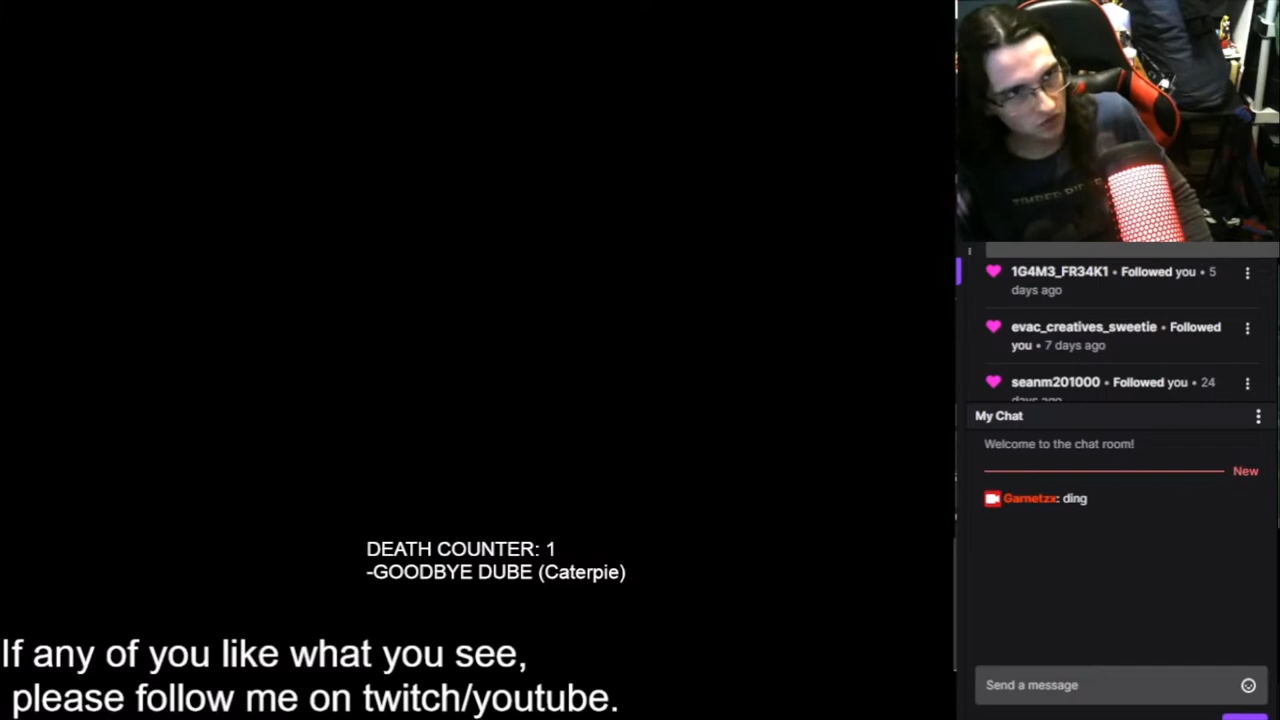 DEATH COUNTER: 1
-GOODBYE DUBE (Caterpie)
If any of you like what you see,
please follow me on twitch/youtube.
1G4M3_FR34K1 • Followed you • 5
days ago
evac_creatives_sweetie • Followed
you • 7 days ago
seanm201000 • Followed you • 24
days ago
My Chat
Welcome to the chat room!
New
Garnetzx: ding
Send a message